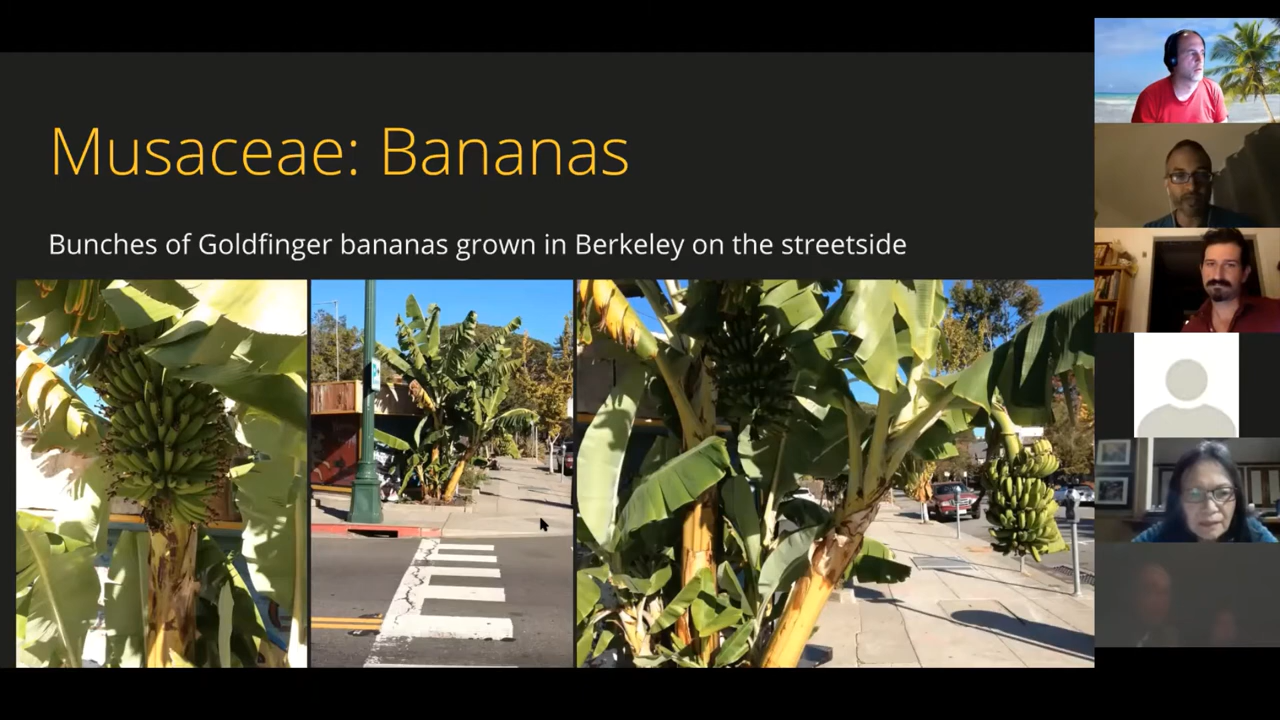 Musaceae: Bananas
Bunches of Goldfinger bananas grown in Berkeley on the streetside